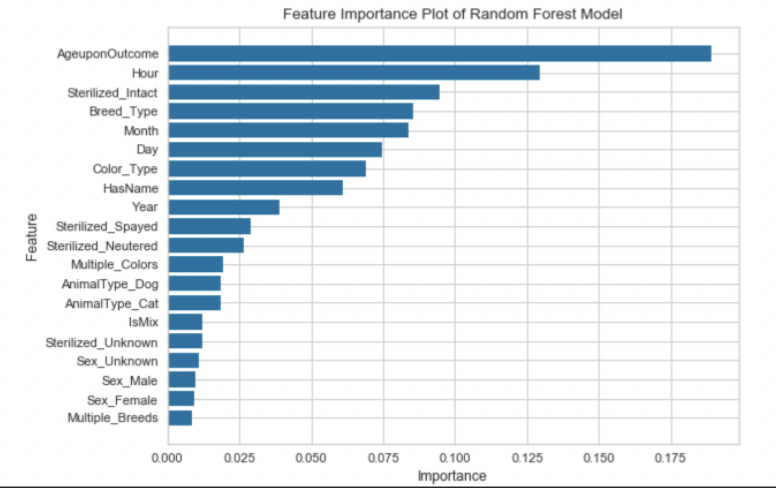 Feature Importance Plot of Random Forest Model
AgeuponOutcome
Hour
Sterilized_Intact
Breed_Type
Month
Day
Color_Type
HasName
Year
Sterilized_Spayed
Sterilized_Neutered
Multiple_Colors
AnimalType_Dog
AnimalType_Cat
IsMix
Sterilized_Unknown
Sex_Unknown
Sex_Male
Sex_Female
Multiple_Breeds
Feature
0.000 0.025 0.050 0.075 0.100 0.125 0.150 0.175
Importance